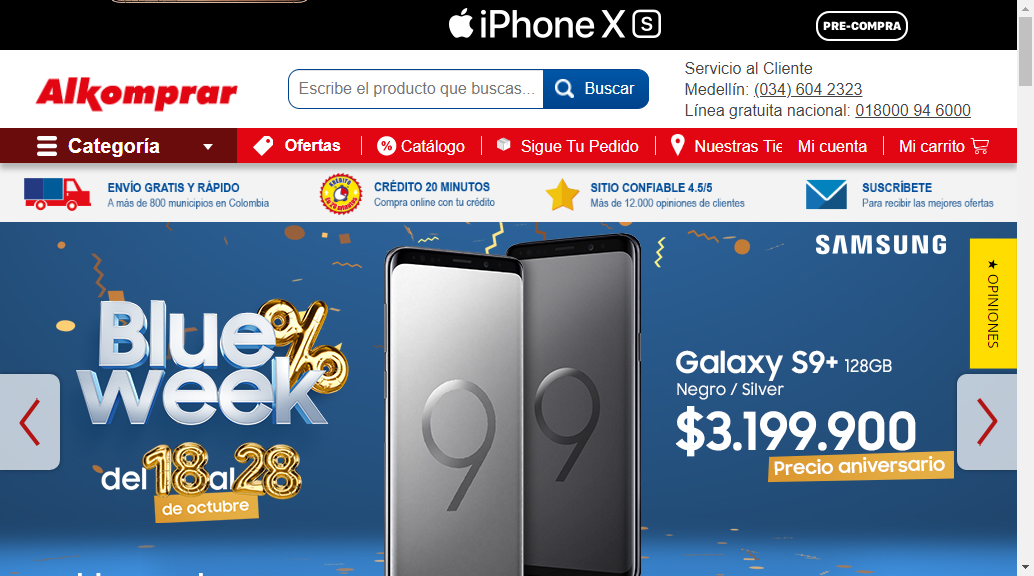 iPhone XS
PRE-COMPRA
Alkomprar
Escribe el producto que buscas...
Buscar
Servicio al Cliente
Medellín: (034) 604 2323
Línea gratuita nacional: 018000 94 6000
Categoría
Ofertas
Catálogo
Sigue Tu Pedido
Nuestras Tie
Mi cuenta
Mi carrito
ENVÍO GRATIS Y RÁPIDO
A más de 800 municipios en Colombia
CRÉDITO 20 MINUTOS
Compra online con tu crédito
SITIO CONFIABLE 4.5/5
Más de 12.000 opiniones de clientes
SUSCRÍBETE
Para recibir las mejores ofertas
Blue %
week
del 18 al 28
de octubre
9
9
SAMSUNG
★ OPINIONES
Galaxy S9+ 128GB
Negro / Silver
$3.199.900
Precio aniversario